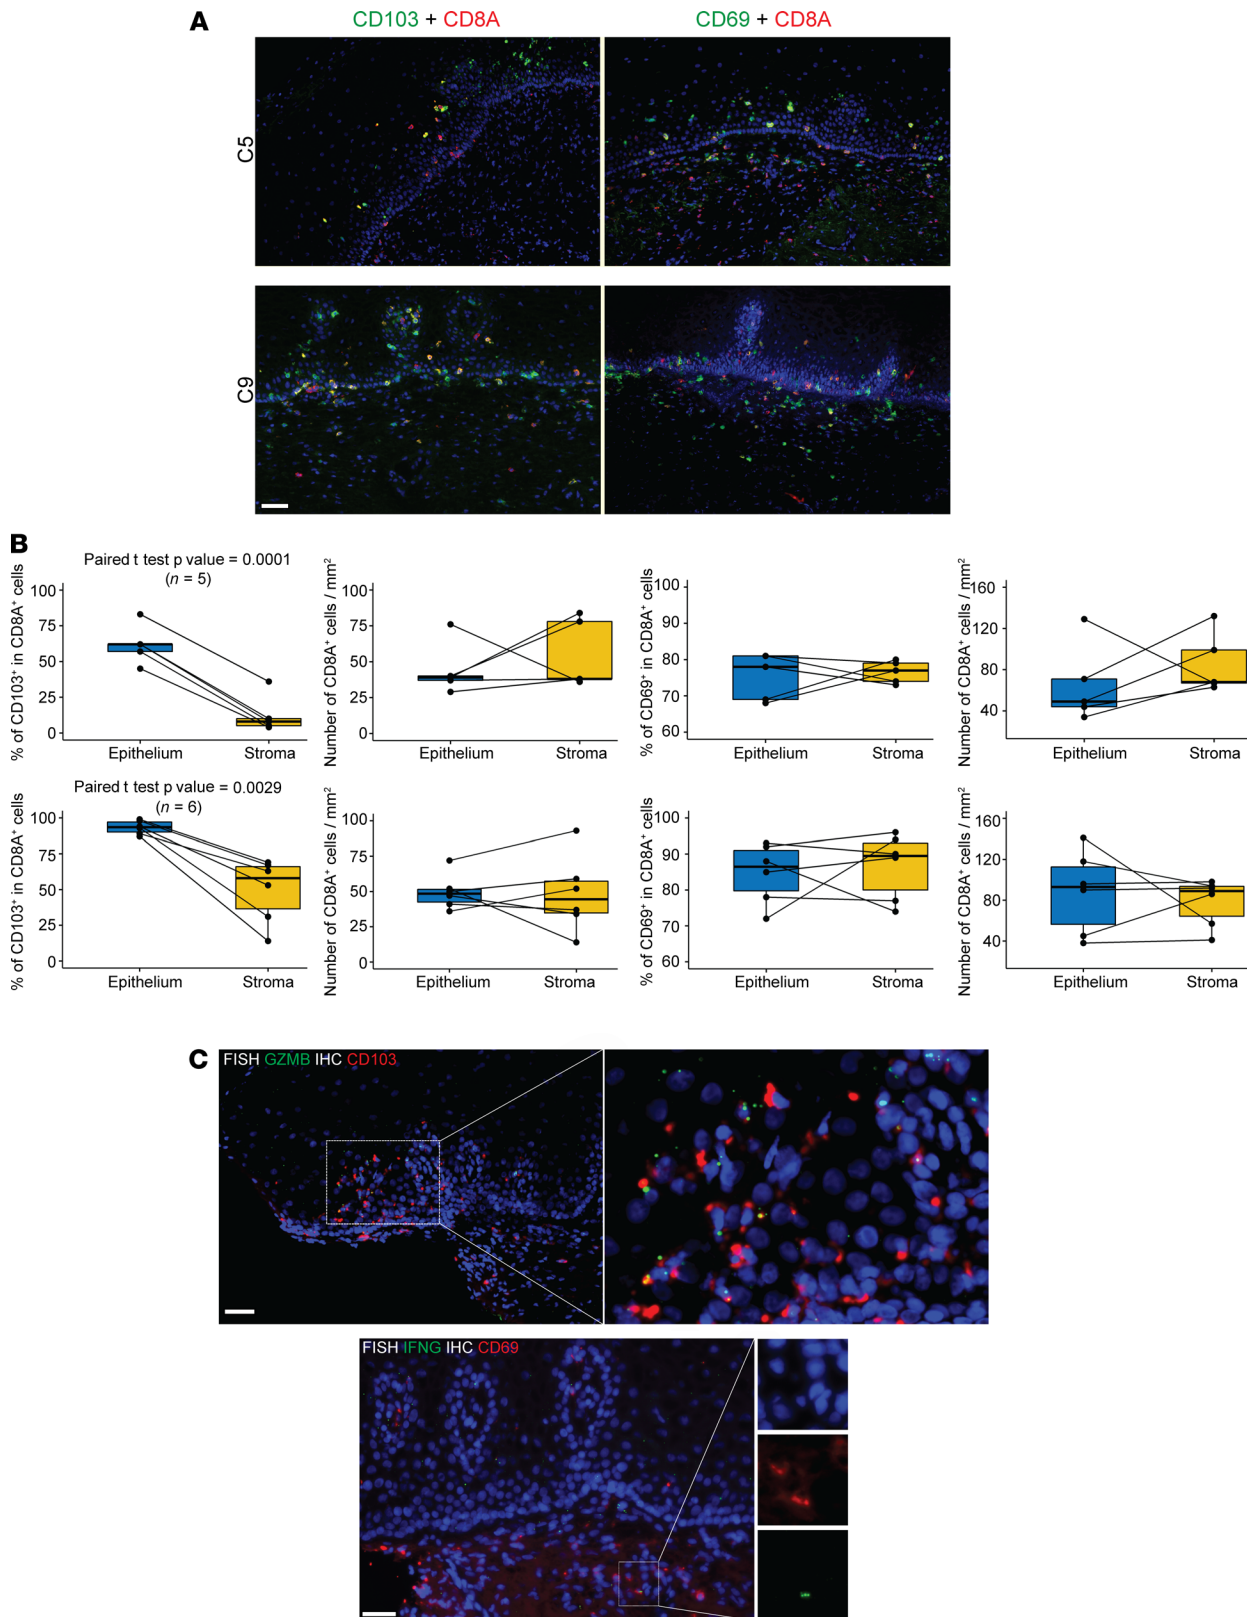 A
CD103 + CD8A
CD69 + CD8A
C5
C9
B
Paired t test p value = 0.0001
(n = 5)
% of CD103⁺ in CD8A⁺ cells
100
75
50
25
0
Epithelium
Stroma
Number of CD8A⁺ cells / mm²
100
75
50
25
0
Epithelium
Stroma
% of CD69⁺ in CD8A⁺ cells
100
90
80
70
60
Epithelium
Stroma
Number of CD8A⁺ cells / mm²
160
120
80
40
Epithelium
Stroma
Paired t test p value = 0.0029
(n = 6)
% of CD103⁺ in CD8A⁺ cells
100
75
50
25
0
Epithelium
Stroma
Number of CD8A⁺ cells / mm²
100
75
50
25
0
Epithelium
Stroma
% of CD69⁺ in CD8A⁺ cells
100
90
80
70
60
Epithelium
Stroma
Number of CD8A⁺ cells / mm²
160
120
80
40
Epithelium
Stroma
C
FISH GZMB IHC CD103
FISH IFNG IHC CD69